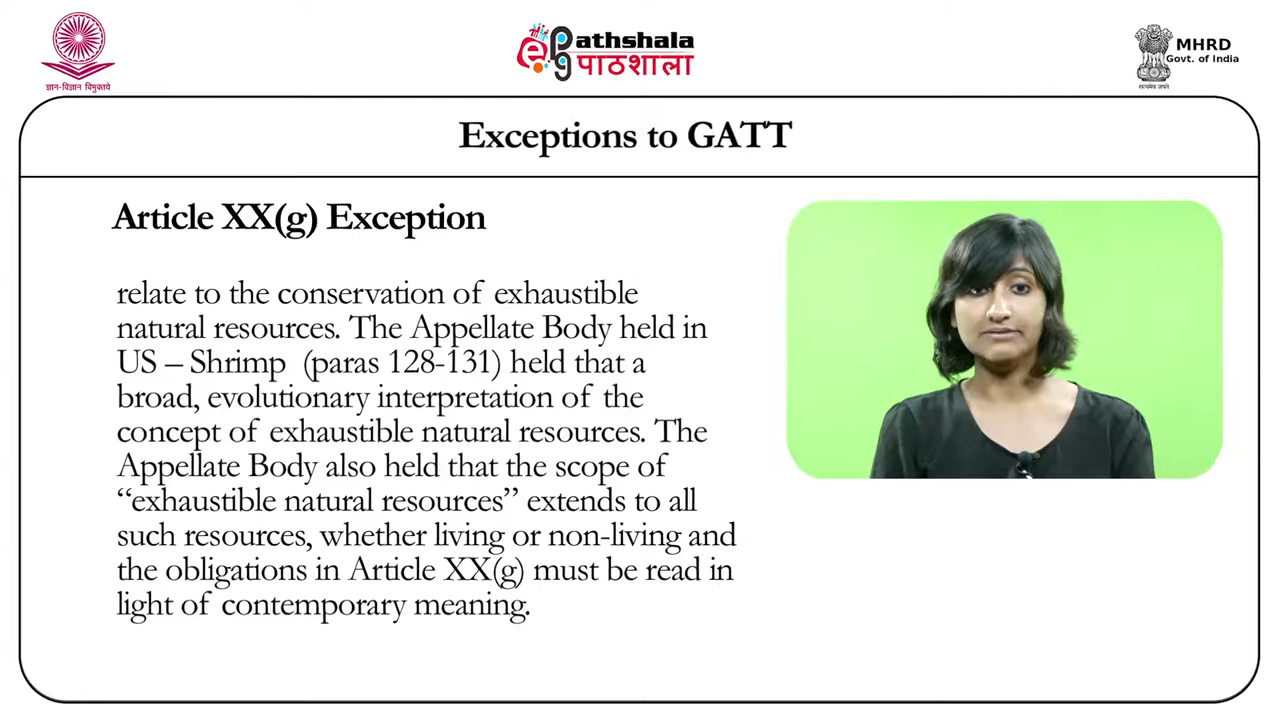 ज्ञान-विज्ञान विमुक्तये
Pathshala
पाठशाला
MHRD
Govt. of India
सत्यमेव जयते
Exceptions to GATT
Article XX(g) Exception
relate to the conservation of exhaustible
natural resources. The Appellate Body held in
US – Shrimp (paras 128-131) held that a
broad, evolutionary interpretation of the
concept of exhaustible natural resources. The
Appellate Body also held that the scope of
“exhaustible natural resources” extends to all
such resources, whether living or non-living and
the obligations in Article XX(g) must be read in
light of contemporary meaning.